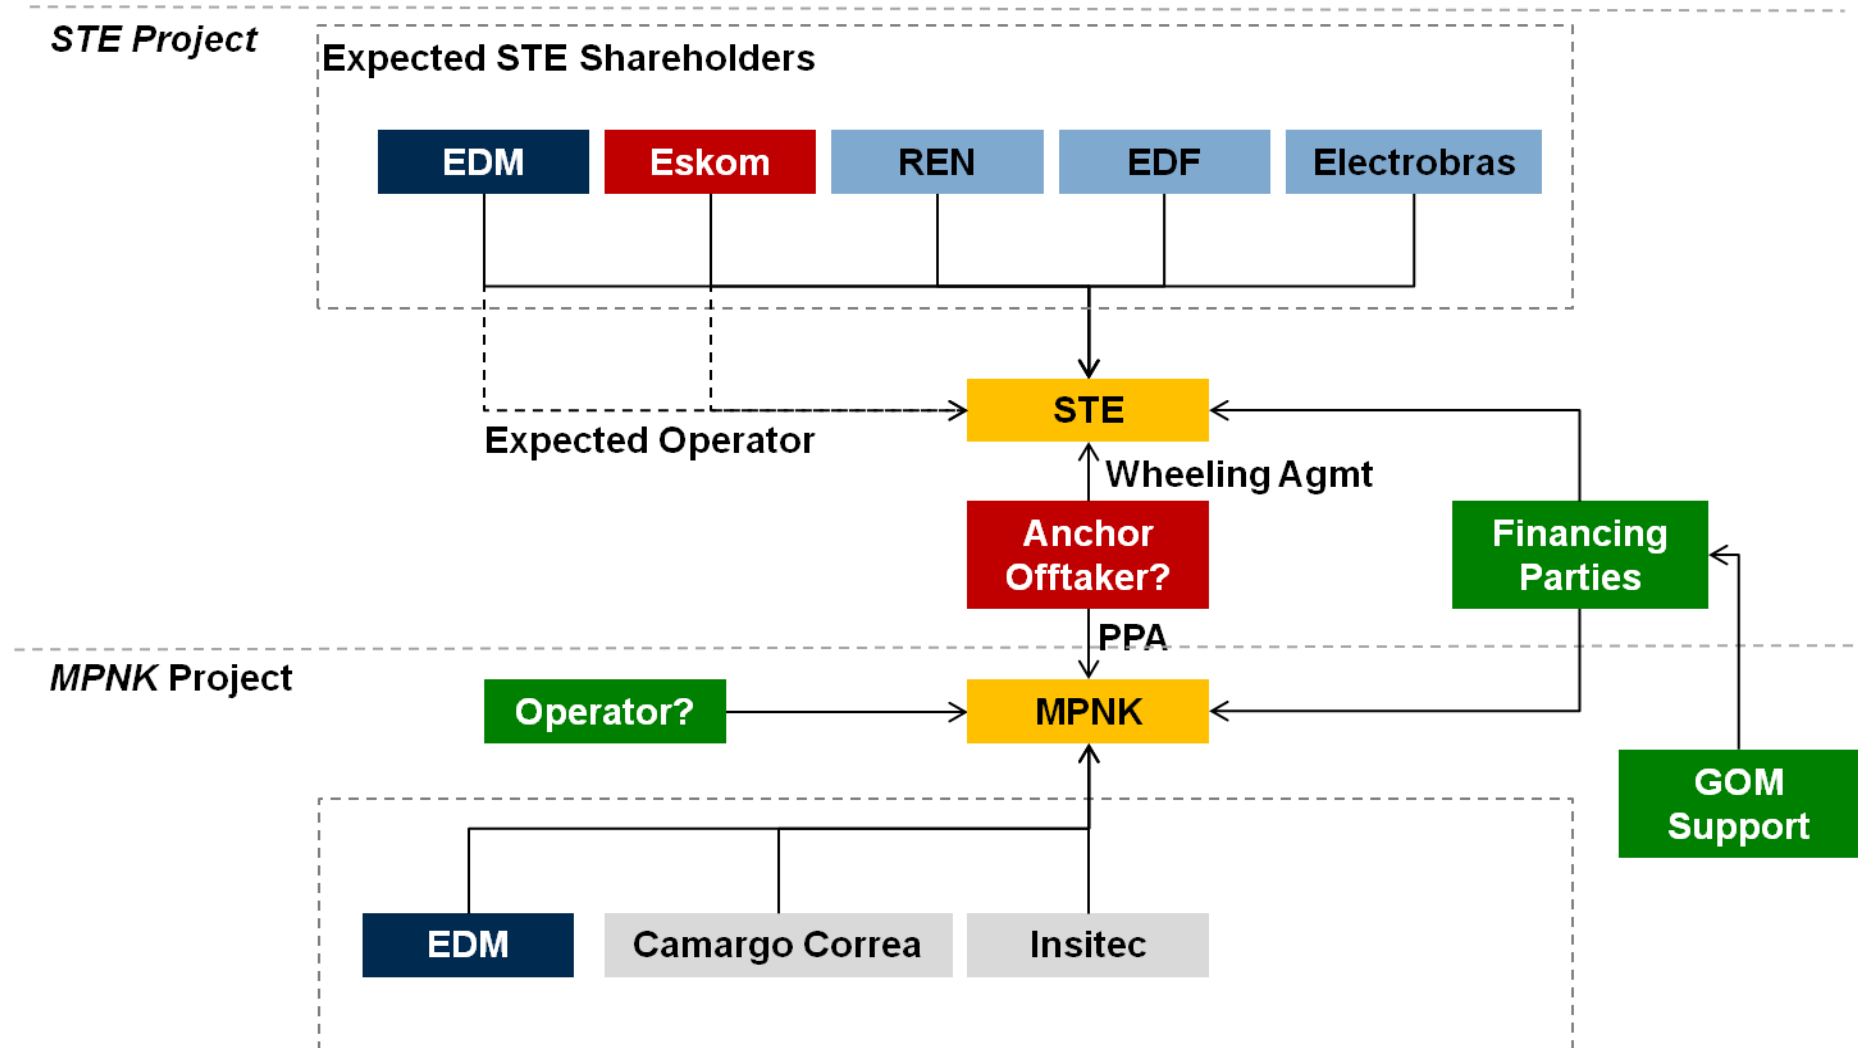 STE Project
Expected STE Shareholders
EDM
Eskom
REN
EDF
Electrobras
STE
Expected Operator
Wheeling Agmt
Anchor
Offtaker?
Financing
Parties
PPA
MPNK Project
Operator?
MPNK
GOM
Support
EDM
Camargo Correa
Insitec